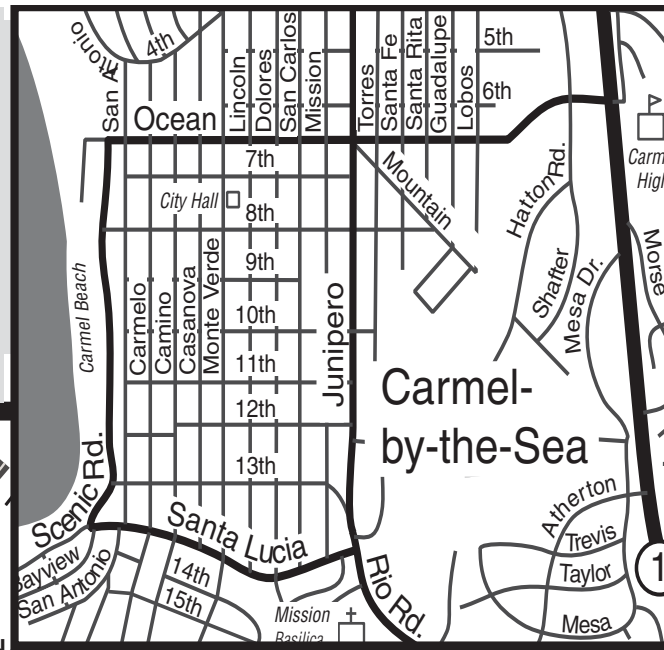 San Antonio
4th
5th
6th
Ocean
Lincoln
Dolores
San Carlos
Mission
Torres
Santa Fe
Santa Rita
Guadalupe
Lobos
7th
Mountain
Hatton Rd.
City Hall
8th
9th
10th
11th
12th
13th
Carmel Beach
Carmelo
Camino
Casanova
Monte Verde
Junipero
Shafter
Mesa Dr.
Morse
Carmel-
by-the-Sea
Scenic Rd.
Santa Lucia
Bayview
San Antonio
14th
15th
Mission
Basilica
Rio Rd.
Atherton
Trevis
Taylor
Mesa
1